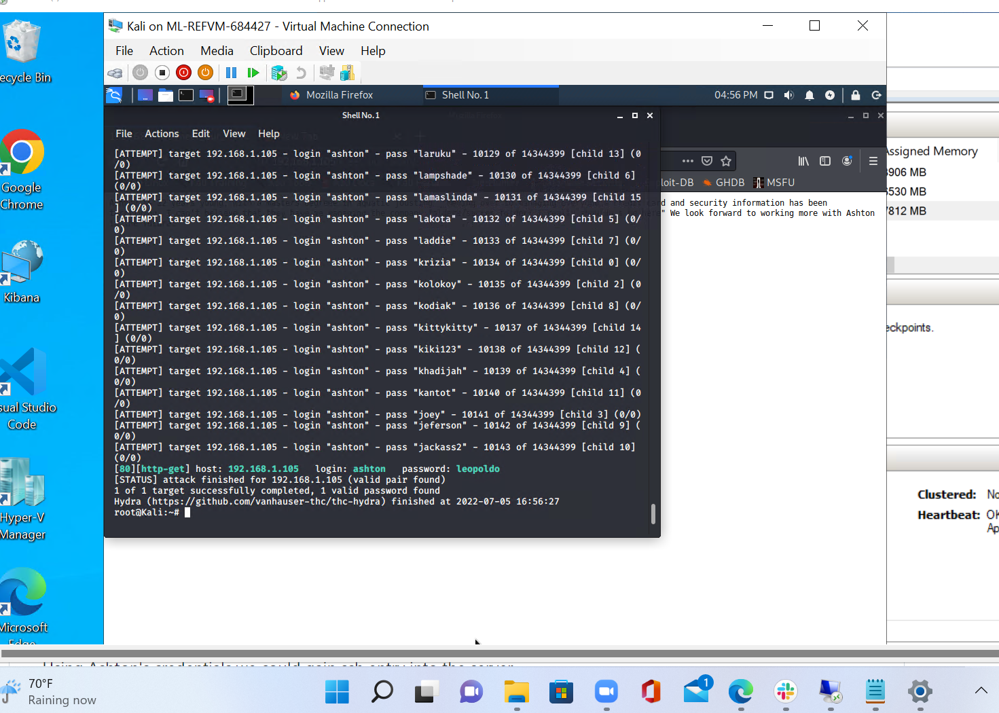 Kali on ML-REFVM-684427 - Virtual Machine Connection
File Action Media Clipboard View Help
Mozilla Firefox
Shell No. 1
04:56 PM
Shell No. 1
File Actions Edit View Help
[ATTEMPT] target 192.168.1.105 - login "ashton" - pass "laruku" - 10129 of 14344399 [child 13] (0
/0)
[ATTEMPT] target 192.168.1.105 - login "ashton" - pass "lampshade" - 10130 of 14344399 [child 6]
(0/0)
[ATTEMPT] target 192.168.1.105 - login "ashton" - pass "lamaslinda" - 10131 of 14344399 [child 15
] (0/0)
[ATTEMPT] target 192.168.1.105 - login "ashton" - pass "lakota" - 10132 of 14344399 [child 5] (0/
0)
[ATTEMPT] target 192.168.1.105 - login "ashton" - pass "laddie" - 10133 of 14344399 [child 7] (0/
0)
[ATTEMPT] target 192.168.1.105 - login "ashton" - pass "krizia" - 10134 of 14344399 [child 0] (0/
0)
[ATTEMPT] target 192.168.1.105 - login "ashton" - pass "kolokoy" - 10135 of 14344399 [child 2] (0
/0)
[ATTEMPT] target 192.168.1.105 - login "ashton" - pass "kodiak" - 10136 of 14344399 [child 8] (0/
0)
[ATTEMPT] target 192.168.1.105 - login "ashton" - pass "kittykitty" - 10137 of 14344399 [child 14
] (0/0)
[ATTEMPT] target 192.168.1.105 - login "ashton" - pass "kiki123" - 10138 of 14344399 [child 12] (
0/0)
[ATTEMPT] target 192.168.1.105 - login "ashton" - pass "khadijah" - 10139 of 14344399 [child 4] (
0/0)
[ATTEMPT] target 192.168.1.105 - login "ashton" - pass "kantot" - 10140 of 14344399 [child 11] (0
/0)
[ATTEMPT] target 192.168.1.105 - login "ashton" - pass "joey" - 10141 of 14344399 [child 3] (0/0)
[ATTEMPT] target 192.168.1.105 - login "ashton" - pass "jeferson" - 10142 of 14344399 [child 9] (
0/0)
[ATTEMPT] target 192.168.1.105 - login "ashton" - pass "jackass2" - 10143 of 14344399 [child 10]
(0/0)
[80][http-get] host: 192.168.1.105 login: ashton password: leopoldo
[STATUS] attack finished for 192.168.1.105 (valid pair found)
1 of 1 target successfully completed, 1 valid password found
Hydra (https://github.com/vanhauser-thc/thc-hydra) finished at 2022-07-05 16:56:27
root@Kali:~#
loit-DB GHDB MSFU
d and security information has been
" We look forward to working more with Ashton
Assigned Memory
3906 MB
6530 MB
7812 MB
eckpoints.
Clustered: No
Heartbeat: OK
Ap
ecycle Bin
Google
Chrome
Kibana
sual Studio
Code
Hyper-V
Manager
Microsoft
Edge
Using Ashton's credentials we could gain ssh entry into the server
70°F
Raining now
1